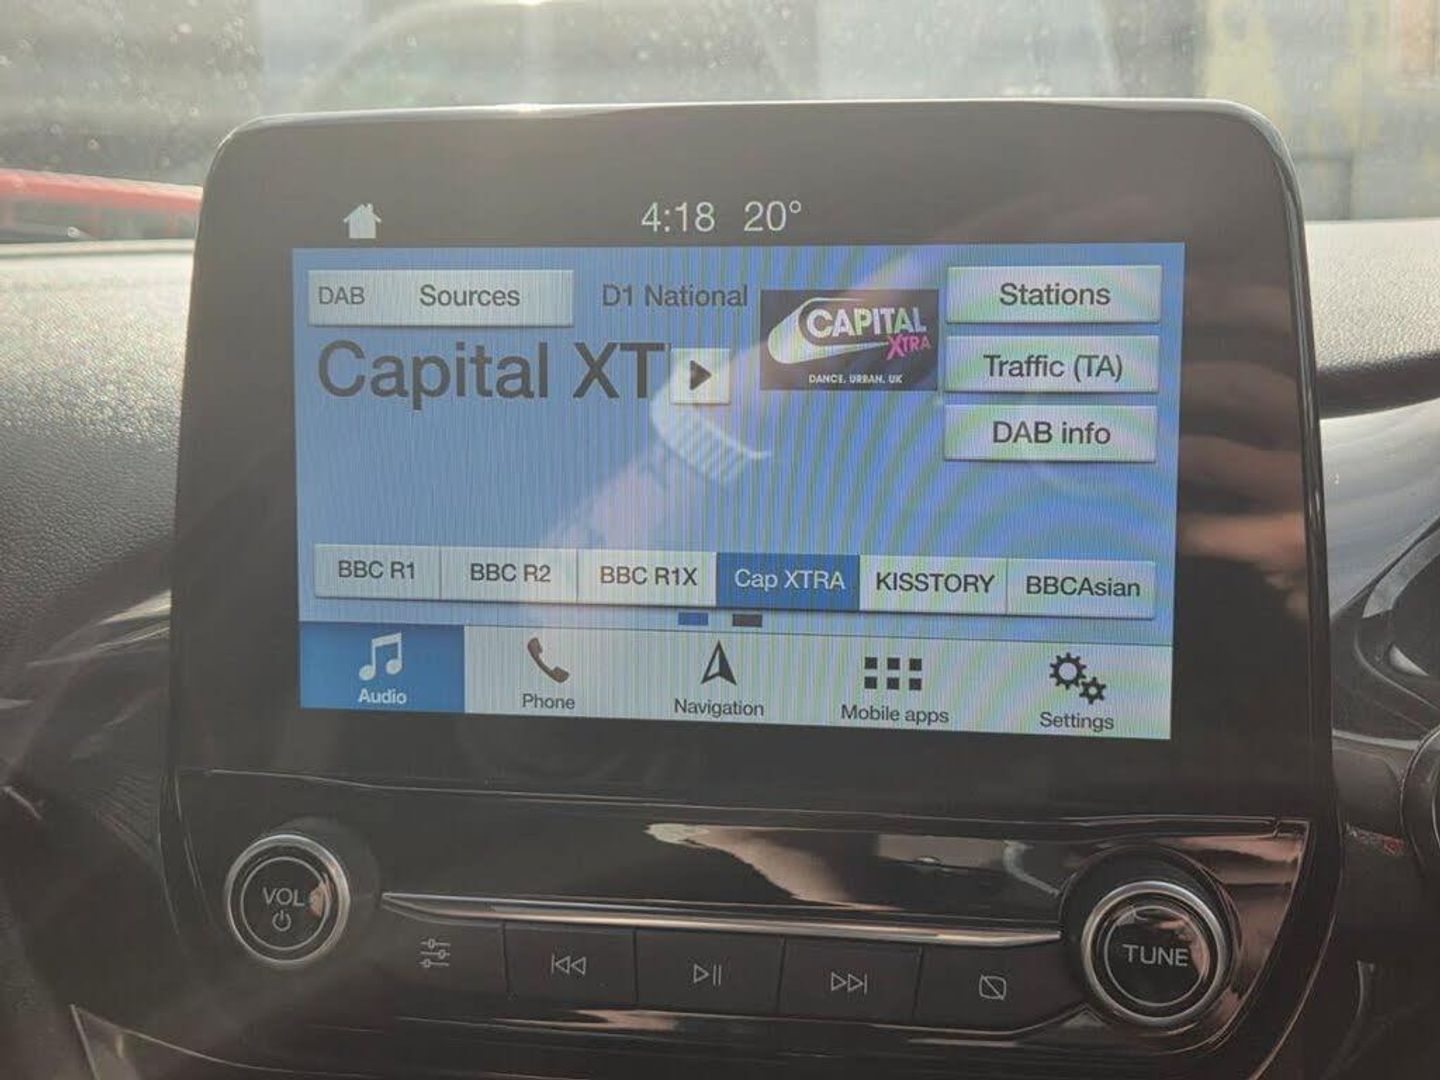 4:18 20°
DAB Sources D1 National
CAPITAL
XTRA
DANCE. URBAN. UK
Stations
Capital XT
Traffic (TA)
DAB info
BBC R1 BBC R2 BBC R1X Cap XTRA KISSTORY BBCAsian
Audio Phone Navigation Mobile apps Settings
VOL
TUNE